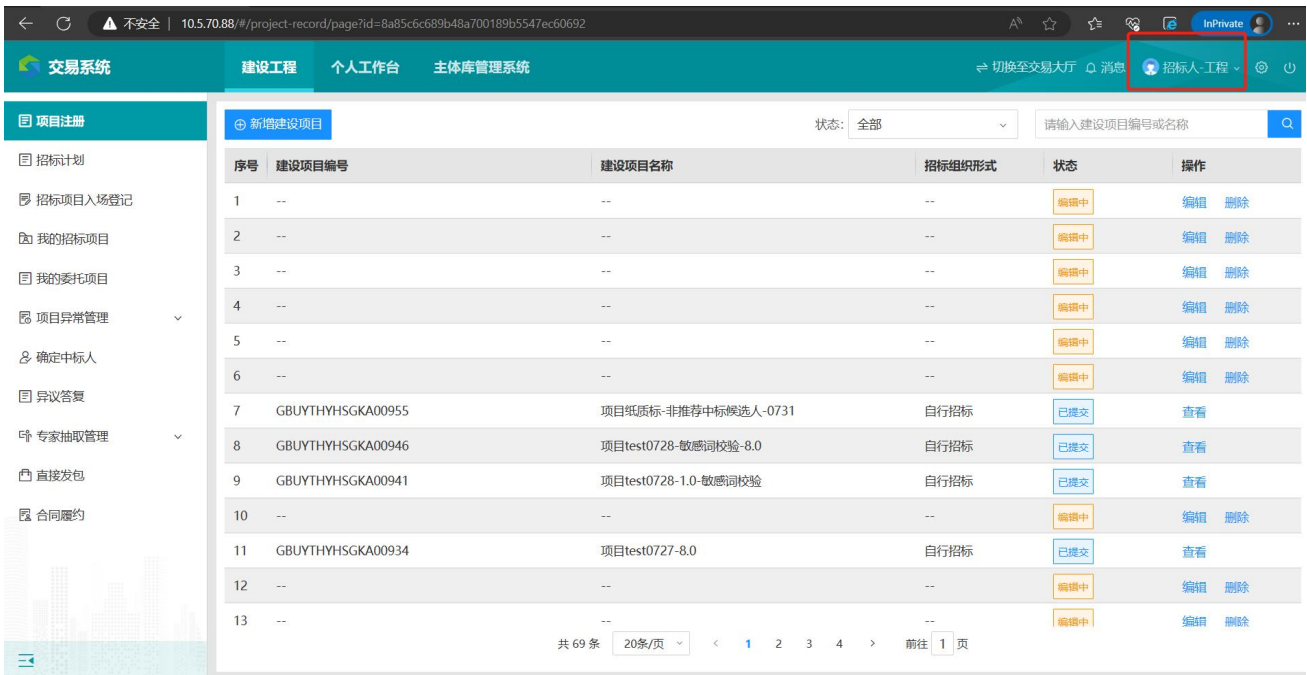 不安全 | 10.5.70.88/#/project-record/page?id=8a85c6c689b48a700189b5547ec60692
InPrivate
交易系统 建设工程 个人工作台 主体库管理系统 切换至交易大厅 消息 招标人-工程
项目注册
招标计划
招标项目入场登记
我的招标项目
我的委托项目
项目异常管理
确定中标人
异议答复
专家抽取管理
直接发包
合同履约
新增建设项目 状态: 全部 请输入建设项目编号或名称
序号 建设项目编号 建设项目名称 招标组织形式 状态 操作
1 -- -- -- 编辑中 编辑 删除
2 -- -- -- 编辑中 编辑 删除
3 -- -- -- 编辑中 编辑 删除
4 -- -- -- 编辑中 编辑 删除
5 -- -- -- 编辑中 编辑 删除
6 -- -- -- 编辑中 编辑 删除
7 GBUYTHYHSGKA00955 项目纸质标-非推荐中标候选人-0731 自行招标 已提交 查看
8 GBUYTHYHSGKA00946 项目test0728-敏感词校验-8.0 自行招标 已提交 查看
9 GBUYTHYHSGKA00941 项目test0728-1.0-敏感词校验 自行招标 已提交 查看
10 -- -- -- 编辑中 编辑 删除
11 GBUYTHYHSGKA00934 项目test0727-8.0 自行招标 已提交 查看
12 -- -- -- 编辑中 编辑 删除
13 -- -- -- 编辑中 编辑 删除
共 69 条 20条/页 < 1 2 3 4 > 前往 1 页